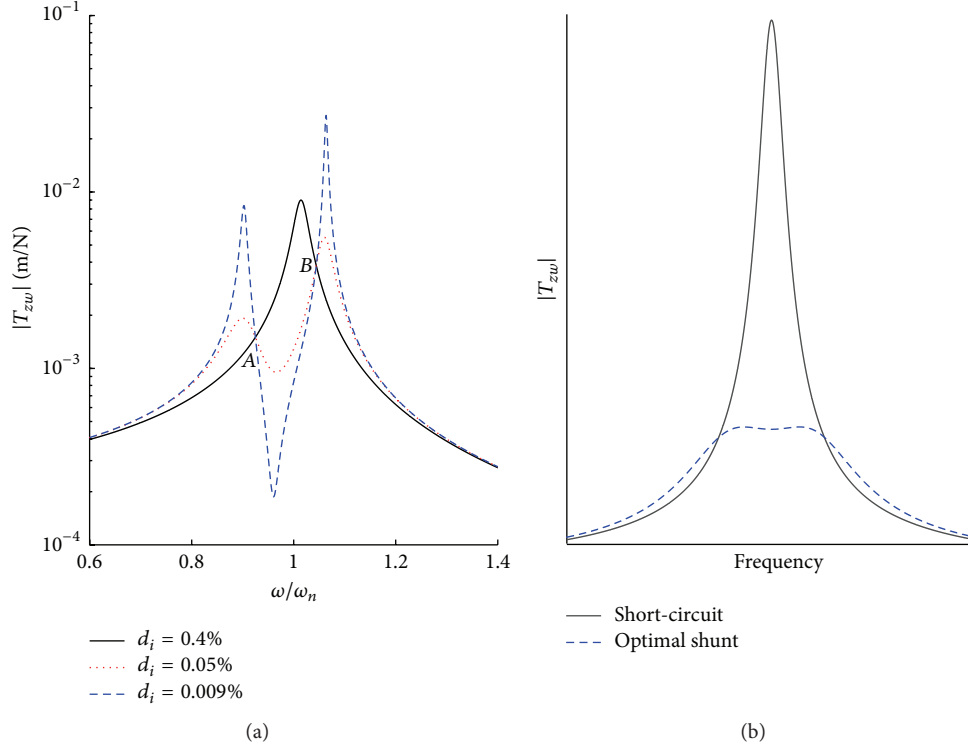 10⁻¹
10⁻²
10⁻³
10⁻⁴
|T_zw| (m/N)
A
B
0.6 0.8 1 1.2 1.4
ω/ω_n
d_i = 0.4%
d_i = 0.05%
d_i = 0.009%
(a)
|T_zw|
Frequency
Short-circuit
Optimal shunt
(b)